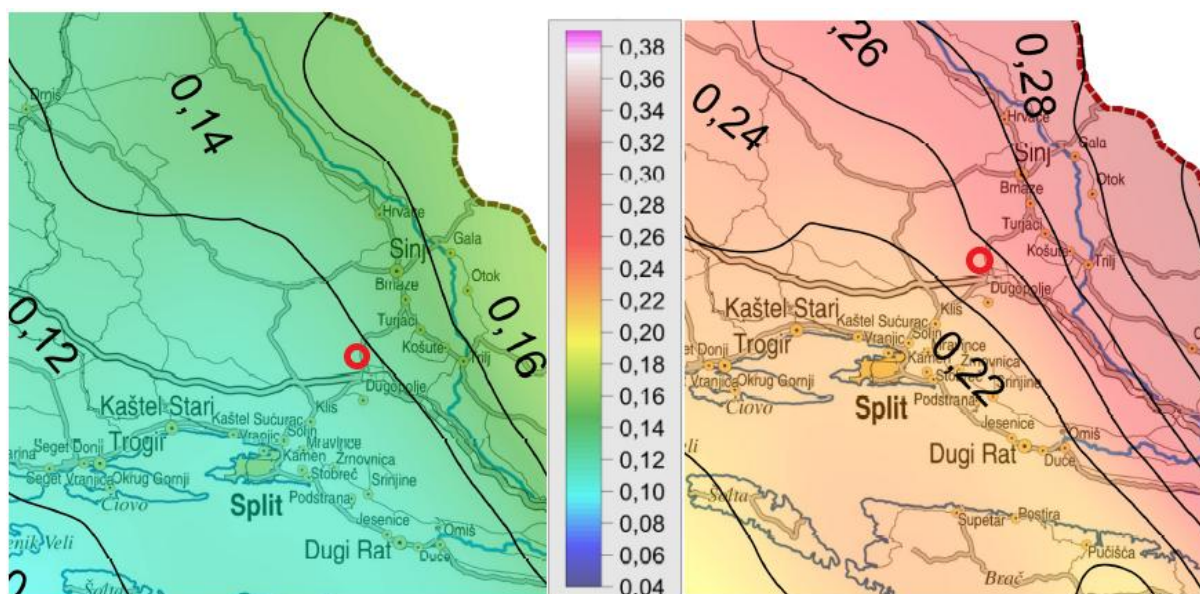 Drniš
0,14
Hrvače
Sinj
Gala
Brnaze
Otok
Turjaci
0,16
Košute
Trilj
0,12
Dugopolje
Kaštel Stari
Kaštel Sućurac
Klis
Seget Donji
Trogir
Vranjic
Solin
Mravince
Seget Vranjica
Okrug Gornji
Kamen
Žrnovnica
Čiovo
Stobreč
Srinjine
Split
Podstrana
Jesenice
Omiš
Dugi Rat
Duće
Šolta
0,38
0,36
0,34
0,32
0,30
0,28
0,26
0,24
0,22
0,20
0,18
0,16
0,14
0,12
0,10
0,08
0,06
0,04
0,26
0,28
0,24
Hrvace
Sinj
Gala
Brnaze
Otok
Turjaci
Košute
Trilj
Dugopolje
Kaštel Stari
Kaštel Sućurac
Klis
Donji
Trogir
Vranjic
Solin
Mravince
Vranjica
Okrug Gornji
Kamen
Žrnovnica
Čiovo
Stobreč
Srinjine
0,22
Split
Podstrana
Jesenice
Omiš
Dugi Rat
Duće
Šolta
Supetar
Postira
Pučišća
Brač